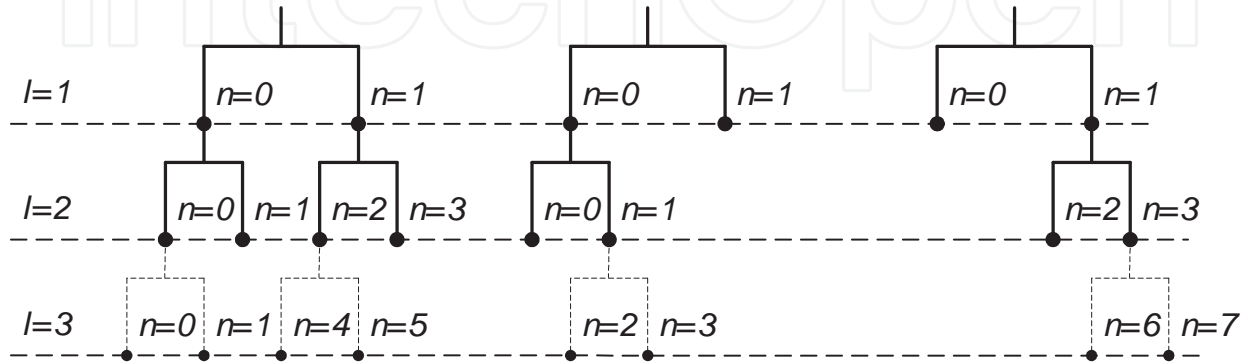 IntechOpen
l=1 n=0 n=1 n=0 n=1 n=0 n=1
l=2 n=0 n=1 n=2 n=3 n=0 n=1 n=2 n=3
l=3 n=0 n=1 n=4 n=5 n=2 n=3 n=6 n=7